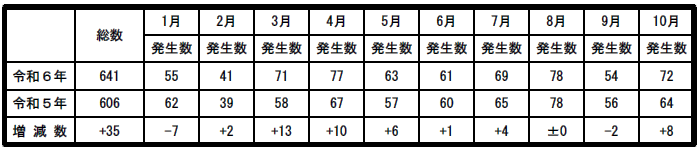 総数 1月 2月 3月 4月 5月 6月 7月 8月 9月 10月
発生数 発生数 発生数 発生数 発生数 発生数 発生数 発生数 発生数 発生数
令和６年 641 55 41 71 77 63 61 69 78 54 72
令和５年 606 62 39 58 67 57 60 65 78 56 64
増減数 +35 −7 +2 +13 +10 +6 +1 +4 ±0 −2 +8